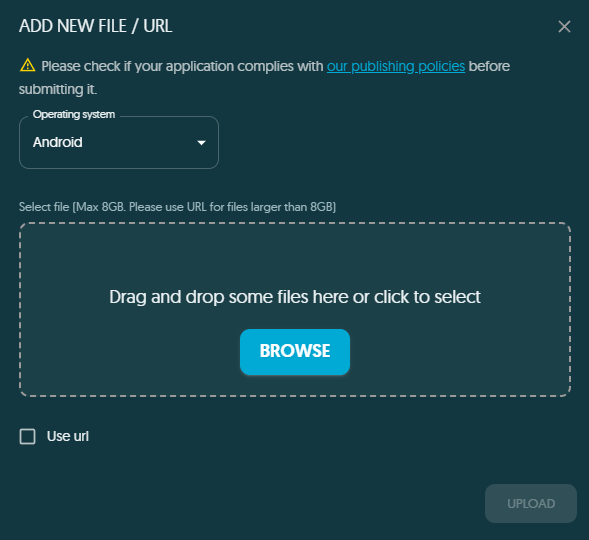 ADD NEW FILE / URL
Please check if your application complies with our publishing policies before
submitting it.
Operating system
Android
Select file (Max 8GB. Please use URL for files larger than 8GB)
Drag and drop some files here or click to select
BROWSE
Use url
UPLOAD